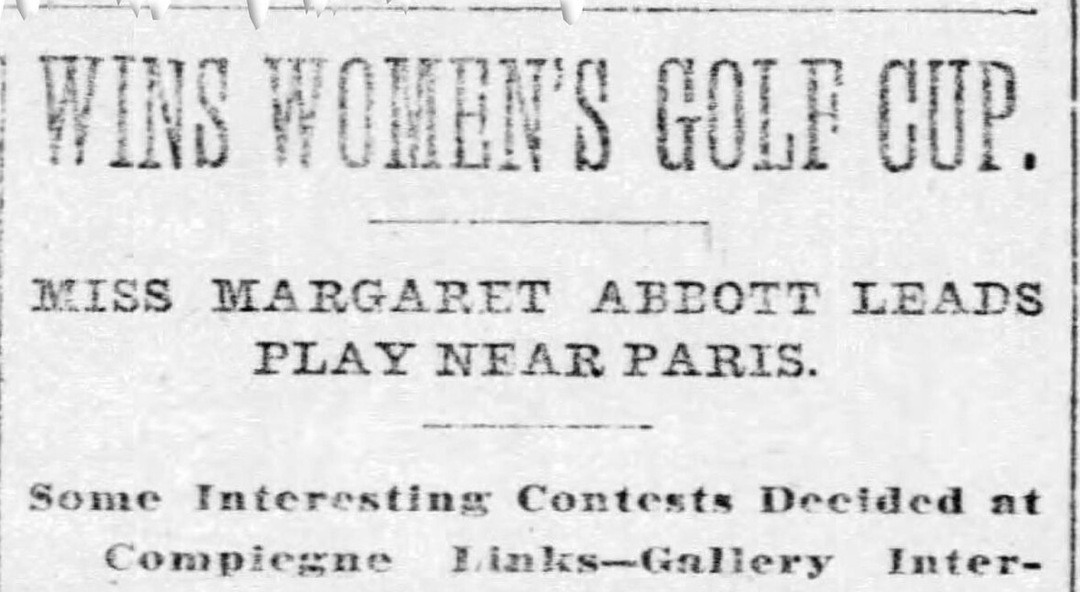 WINS WOMEN'S GOLF CUP.
MISS MARGARET ABBOTT LEADS
PLAY NEAR PARIS.
Some Interesting Contests Decided at
Compiegne Links—Gallery Inter-